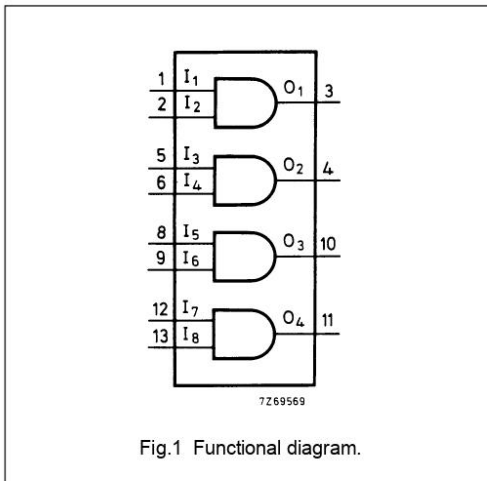 1 I1 O1 3
2 I2
5 I3 O2 4
6 I4
8 I5 O3 10
9 I6
12 I7 O4 11
13 I8
7Z69569
Fig.1 Functional diagram.